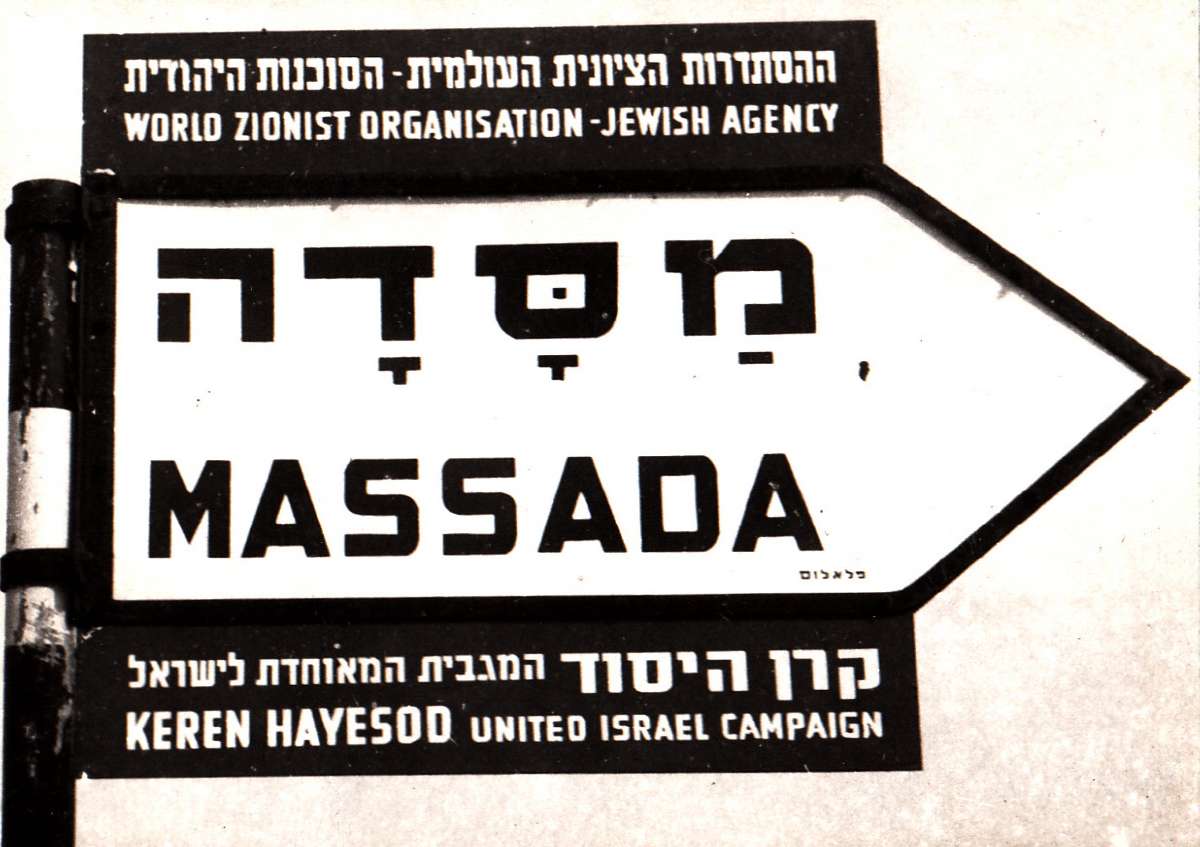 ההסתדרות הציונית העולמית - הסוכנות היהודית
WORLD ZIONIST ORGANISATION - JEWISH AGENCY
מַסָּדָה
MASSADA
פלאלום
קרן היסוד המגבית המאוחדת לישראל
KEREN HAYESOD UNITED ISRAEL CAMPAIGN